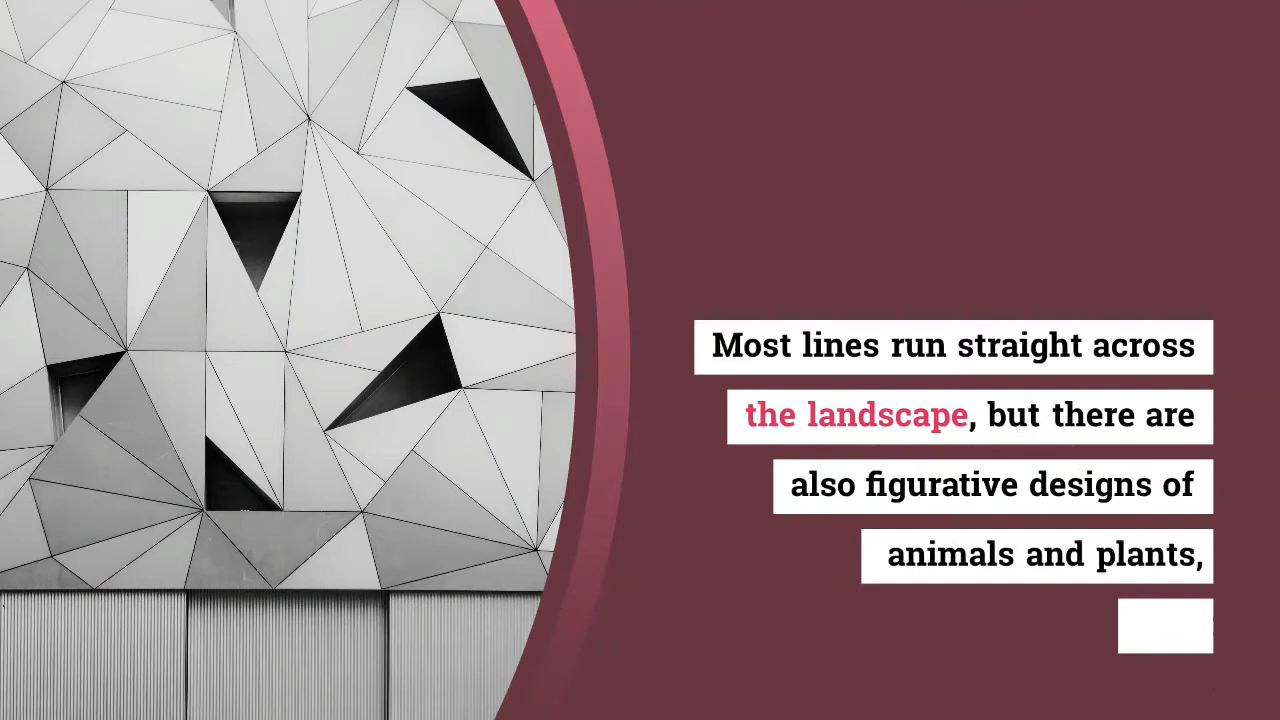 Most lines run straight across
the landscape, but there are
also figurative designs of
animals and plants,